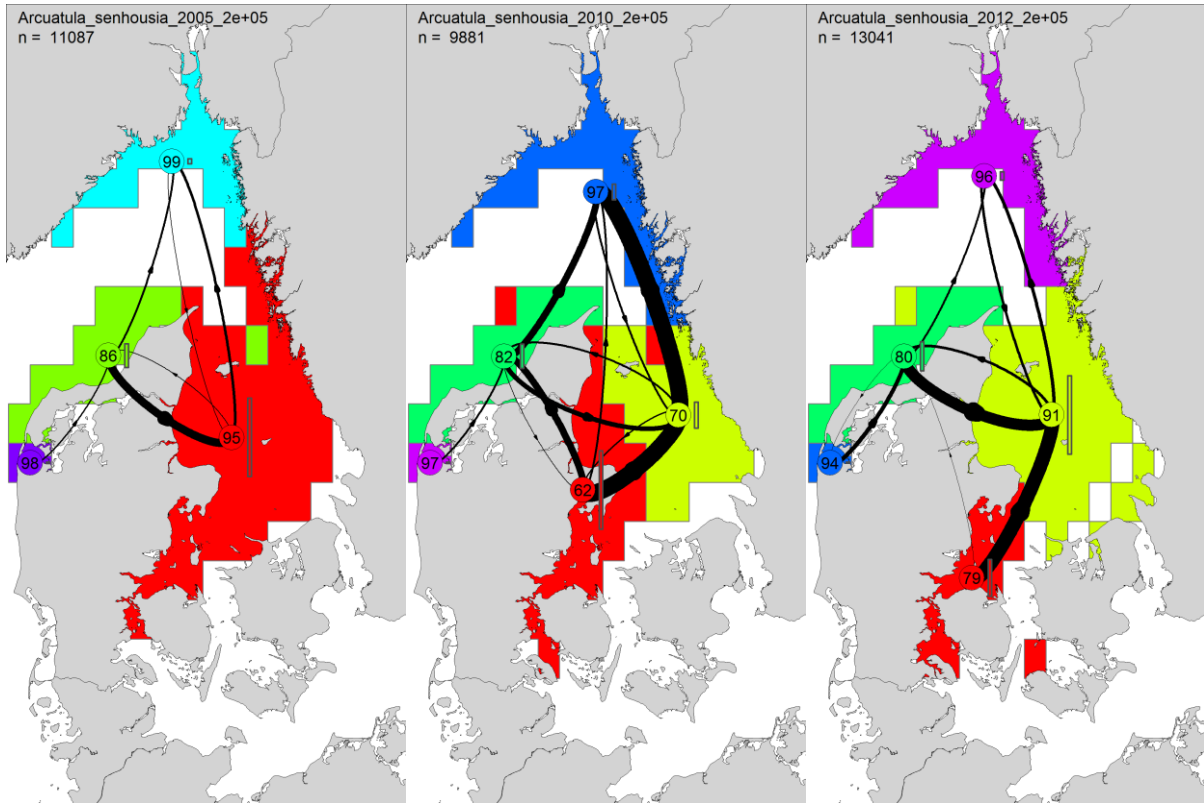 Arcuatula_senhousia_2005_2e+05
n = 11087
99
86
95
98
Arcuatula_senhousia_2010_2e+05
n = 9881
97
82
70
97
62
Arcuatula_senhousia_2012_2e+05
n = 13041
96
80
91
94
79